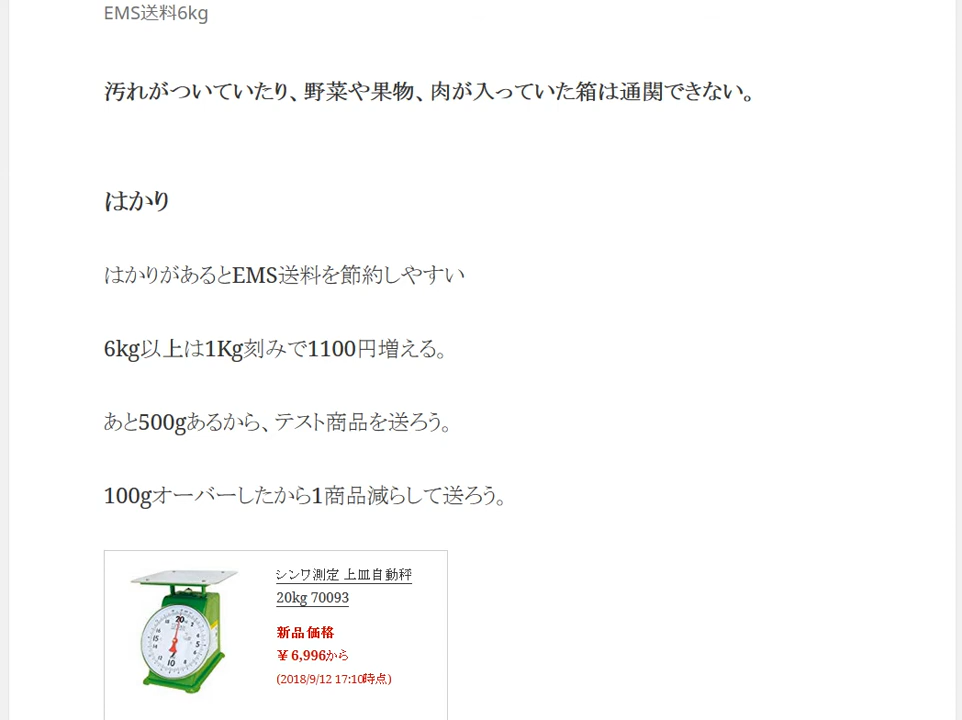 EMS送料6kg
汚れがついていたり、野菜や果物、肉が入っていた箱は通関できない。
はかり
はかりがあるとEMS送料を節約しやすい
6kg以上は1Kg刻みで1100円増える。
あと500gあるから、テスト商品を送ろう。
100gオーバーしたから1商品減らして送ろう。
シンワ測定 上皿自動秤
20kg 70093
新品価格
￥6,996から
(2018/9/12 17:10時点)
20
15
5
10